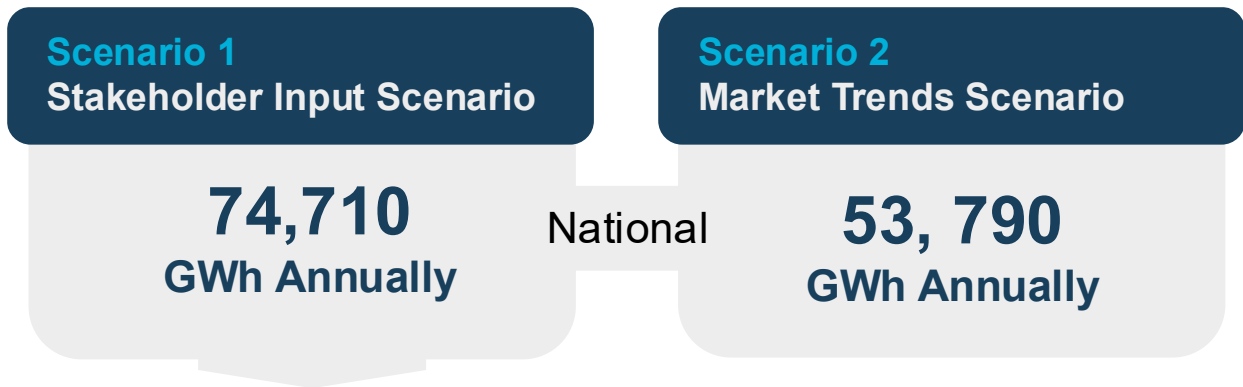 Scenario 1
Stakeholder Input Scenario
74,710
GWh Annually
National
Scenario 2
Market Trends Scenario
53, 790
GWh Annually